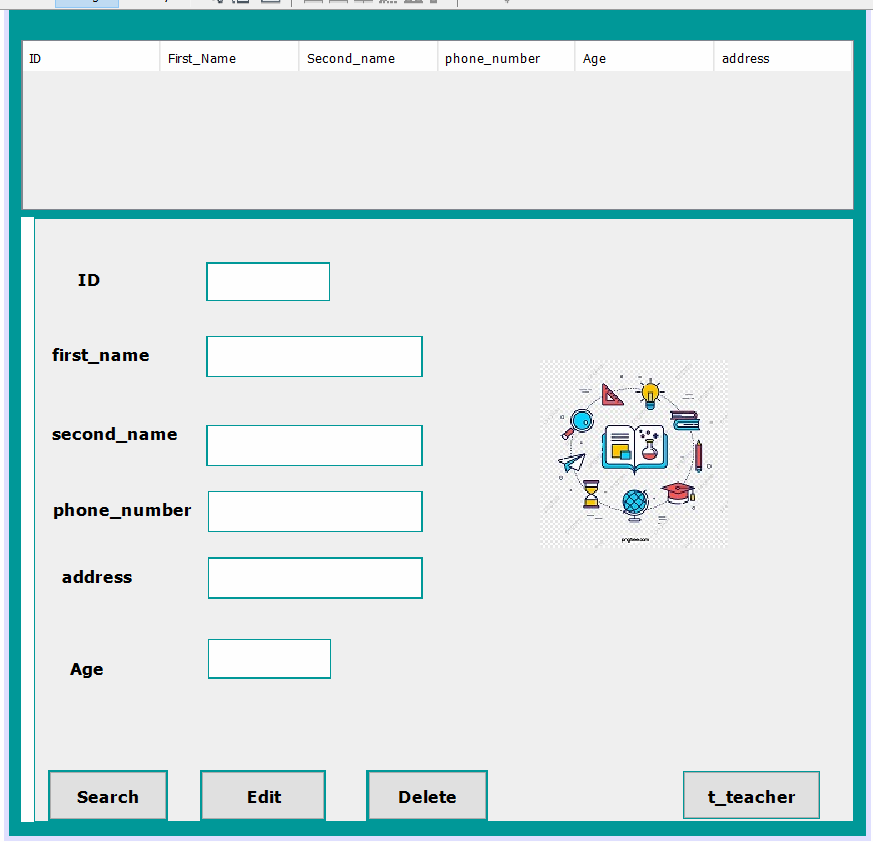 ID First_Name Second_name phone_number Age address
ID
first_name
second_name
phone_number
address
Age
Search Edit Delete t_teacher